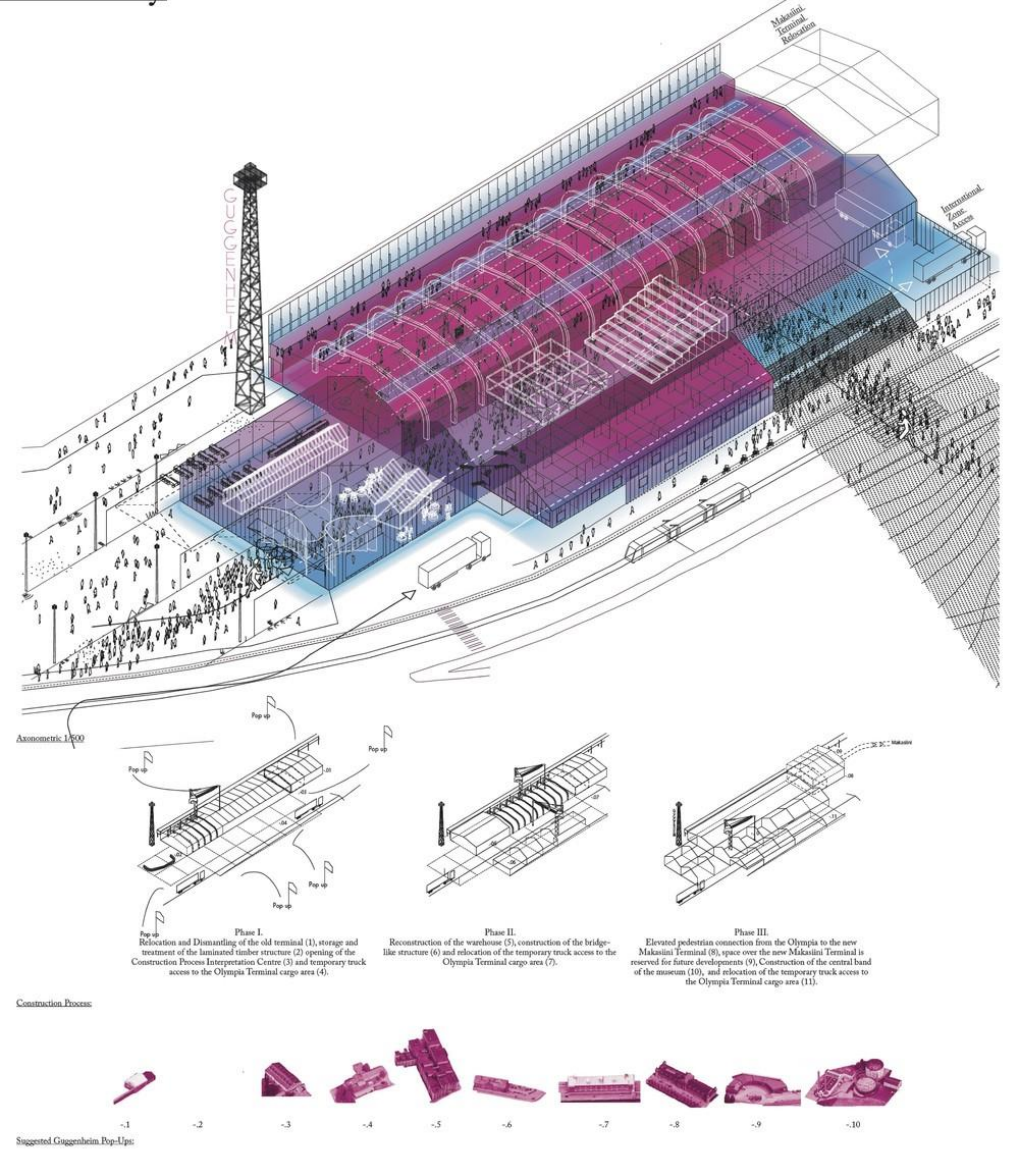 Makasiini
Terminal
Relocation
International
Zone
Access
GUGGENHEIM
Axonometric 1/500
Pop up
Pop up
Pop up
Pop up
Pop up
Pop up
Makasiini
Phase I.
Relocation and Dismantling of the old terminal (1), storage and
treatment of the laminated timber structure (2) opening of the
Construction Process Interpretation Centre (3) and temporary truck
access to the Olympia Terminal cargo area (4).
Phase II.
Reconstruction of the warehouse (5), construction of the bridge-
like structure (6) and relocation of the temporary truck access to the
Olympia Terminal cargo area (7).
Phase III.
Elevated pedestrian connection from the Olympia to the new
Makasiini Terminal (8), space over the new Makasiini Terminal is
reserved for future developments (9), Construction of the central band
of the museum (10), and relocation of the temporary truck access to
the Olympia Terminal cargo area (11).
Construction Process:
-.1
-.2
-.3
-.4
-.5
-.6
-.7
-.8
-.9
-.10
Suggested Guggenheim Pop-Ups: